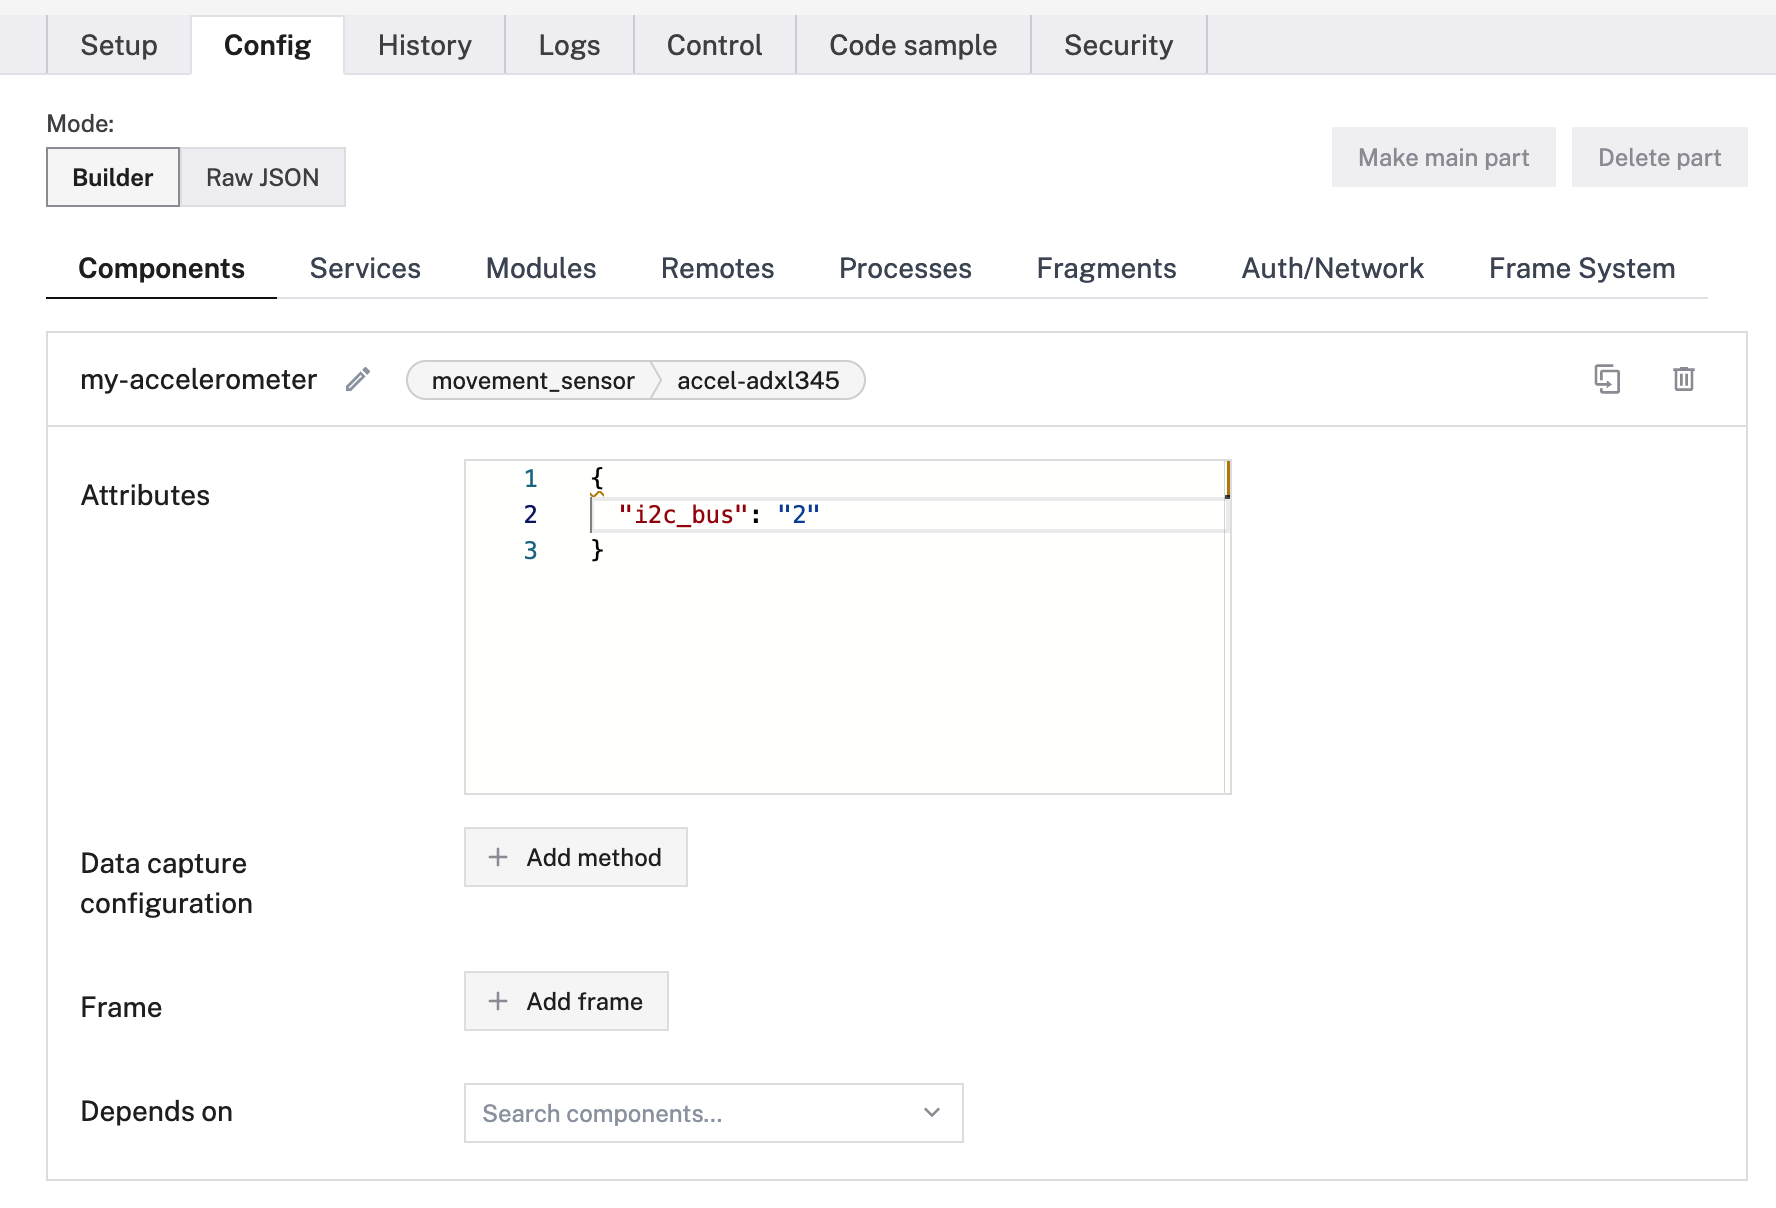 Setup Config History Logs Control Code sample Security
Mode:
Builder Raw JSON
Make main part Delete part
Components Services Modules Remotes Processes Fragments Auth/Network Frame System
my-accelerometer movement_sensor accel-adxl345
Attributes
1 {
2 "i2c_bus": "2"
3 }
Data capture
configuration
+ Add method
Frame
+ Add frame
Depends on
Search components...